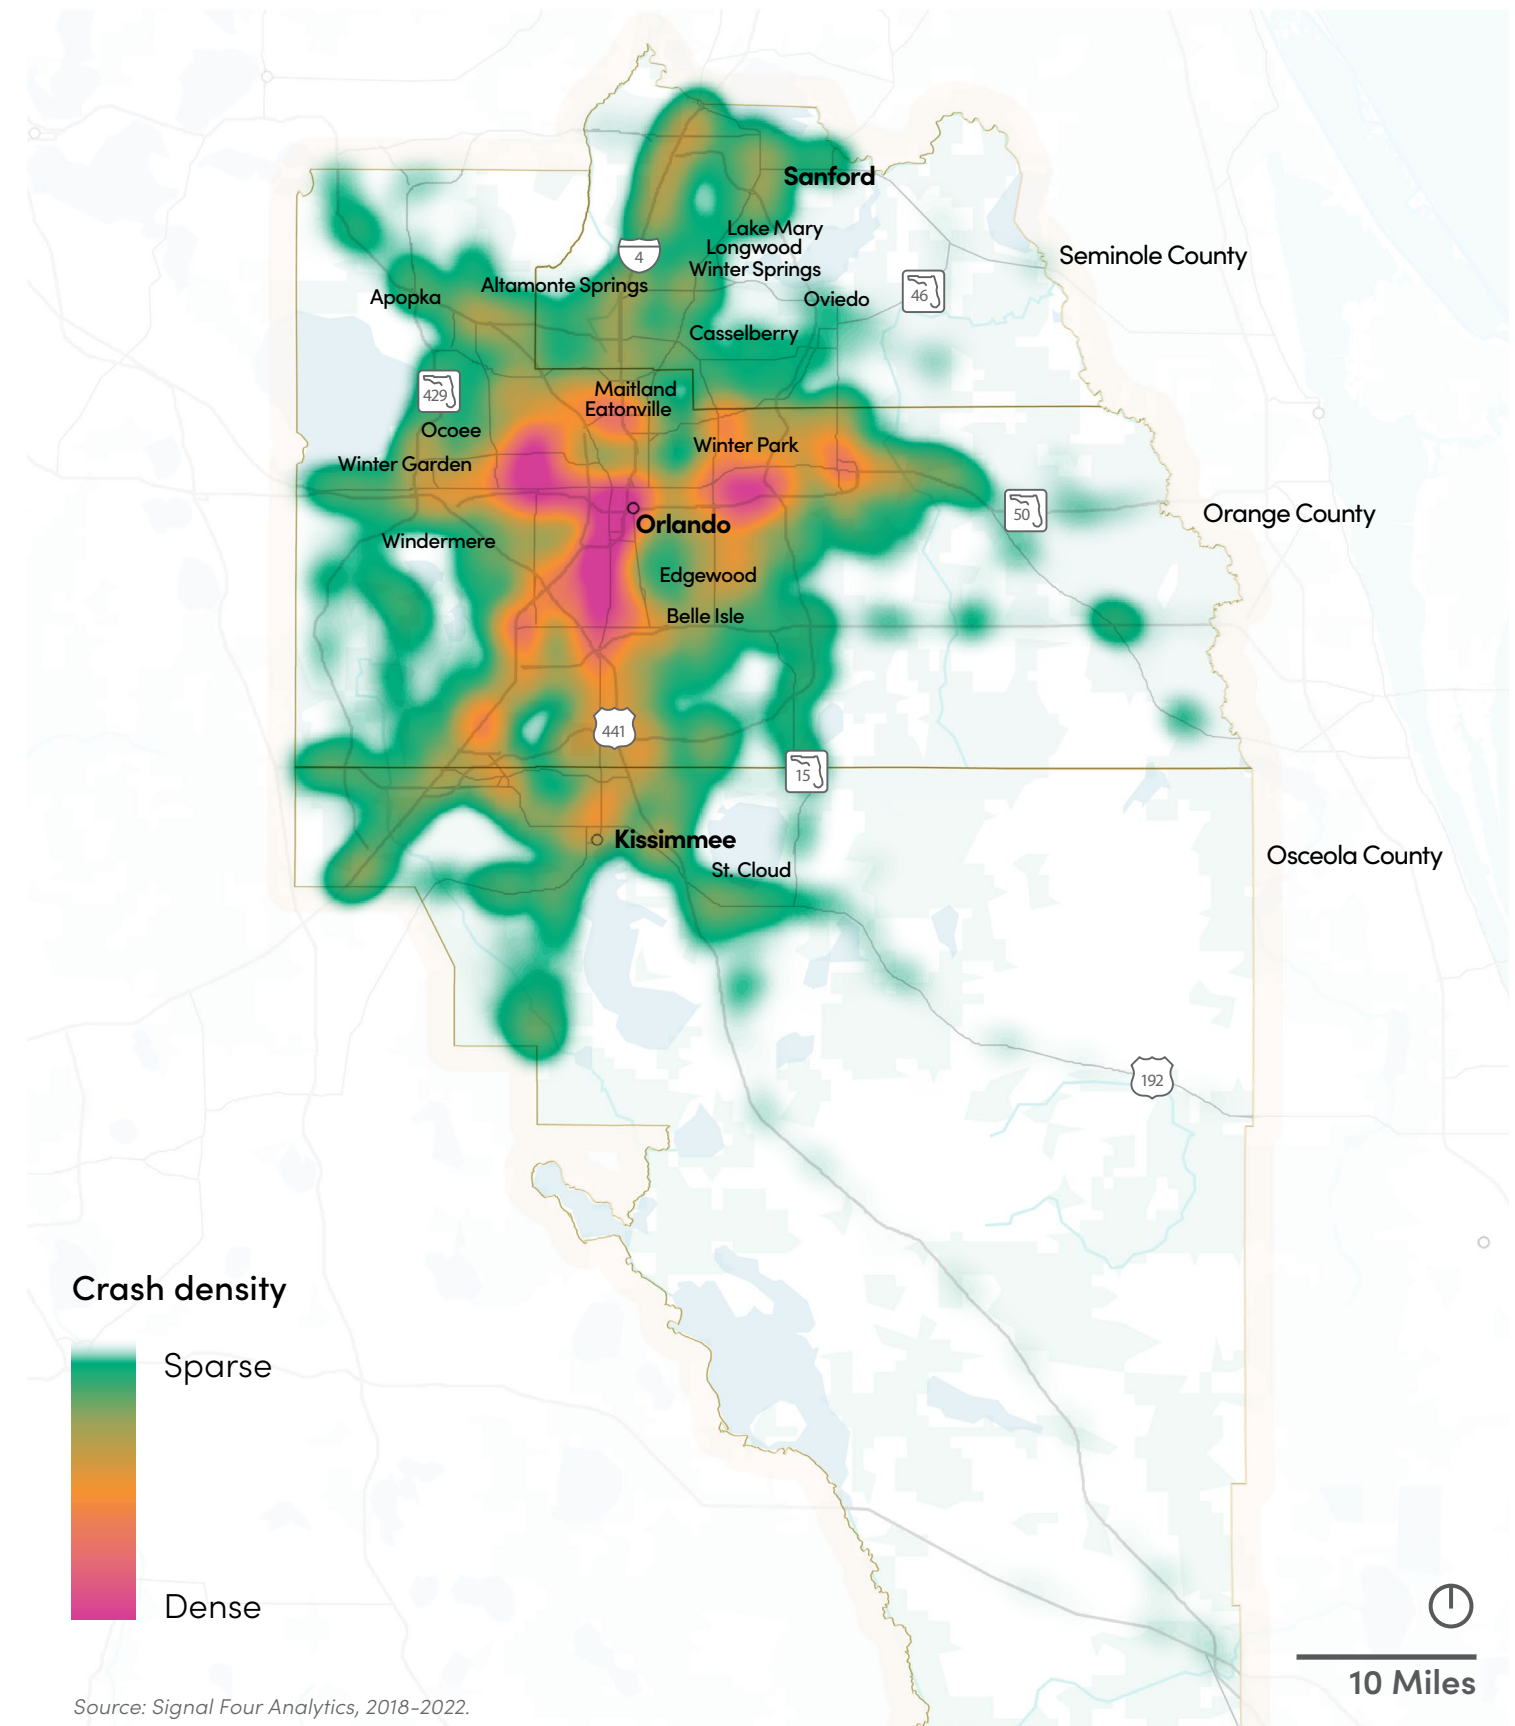 Sanford
Lake Mary
Longwood
Winter Springs
4
Seminole County
Altamonte Springs
Apopka
Oviedo
46
Casselberry
Maitland
Eatonville
429
Ocoee
Winter Park
Winter Garden
50
Orange County
Orlando
Windermere
Edgewood
Belle Isle
441
15
Kissimmee
St. Cloud
Osceola County
192
Crash density
Sparse
Dense
10 Miles
Source: Signal Four Analytics, 2018-2022.